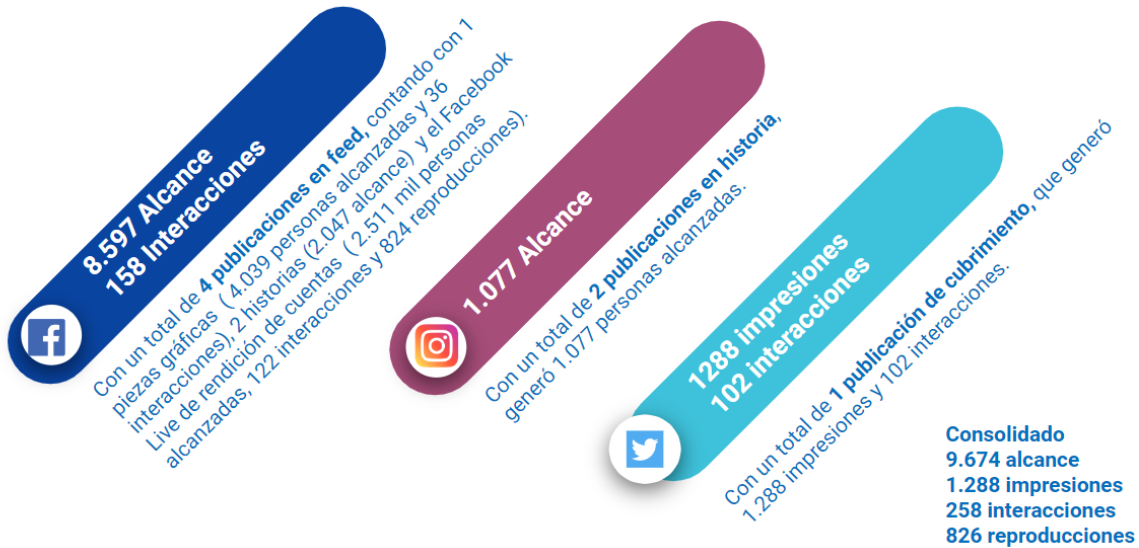 8.597 Alcance
158 Interacciones
Con un total de 4 publicaciones en feed, contando con 1
piezas gráficas ( 4.039 personas alcanzadas y 36
interacciones), 2 historias (2.047 alcance) y el Facebook
Live de rendición de cuentas ( 2.511 mil personas
alcanzadas, 122 interacciones y 824 reproducciones).
1.077 Alcance
Con un total de 2 publicaciones en historia,
generó 1.077 personas alcanzadas.
1288 impresiones
102 interacciones
Con un total de 1 publicación de cubrimiento, que generó
1.288 impresiones y 102 interacciones.
Consolidado
9.674 alcance
1.288 impresiones
258 interacciones
826 reproducciones